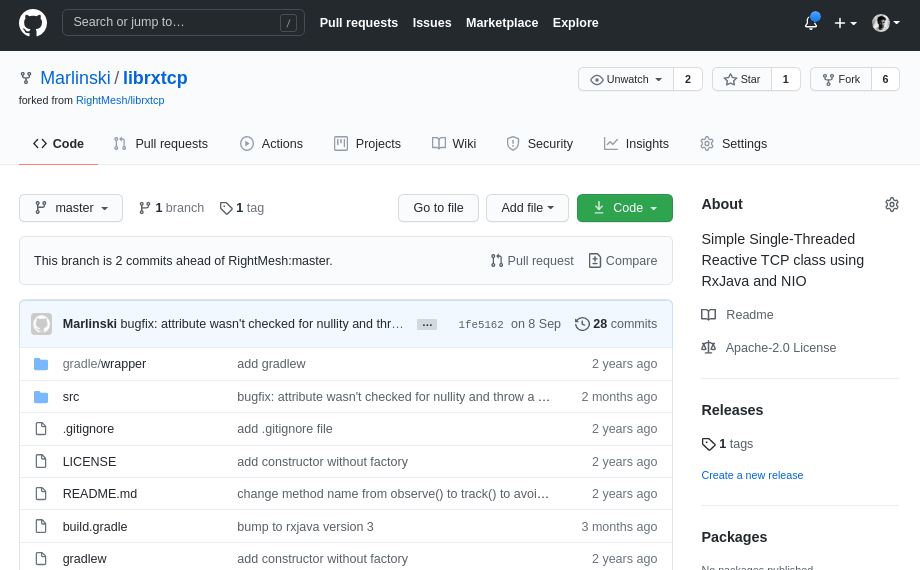 Search or jump to… /
Pull requests Issues Marketplace Explore
Marlinski / librxtcp
forked from RightMesh/librxtcp
Unwatch 2 Star 1 Fork 6
Code Pull requests Actions Projects Wiki Security Insights Settings
master 1 branch 1 tag Go to file Add file Code
This branch is 2 commits ahead of RightMesh:master. Pull request Compare
Marlinski bugfix: attribute wasn't checked for nullity and thr… ... 1fe5162 on 8 Sep 28 commits
gradle/wrapper add gradlew 2 years ago
src bugfix: attribute wasn't checked for nullity and throw a … 2 months ago
.gitignore add .gitignore file 2 years ago
LICENSE add constructor without factory 2 years ago
README.md change method name from observe() to track() to avoi… 2 years ago
build.gradle bump to rxjava version 3 3 months ago
gradlew add constructor without factory 2 years ago
About
Simple Single-Threaded
Reactive TCP class using
RxJava and NIO
Readme
Apache-2.0 License
Releases
1 tags
Create a new release
Packages
No packages published